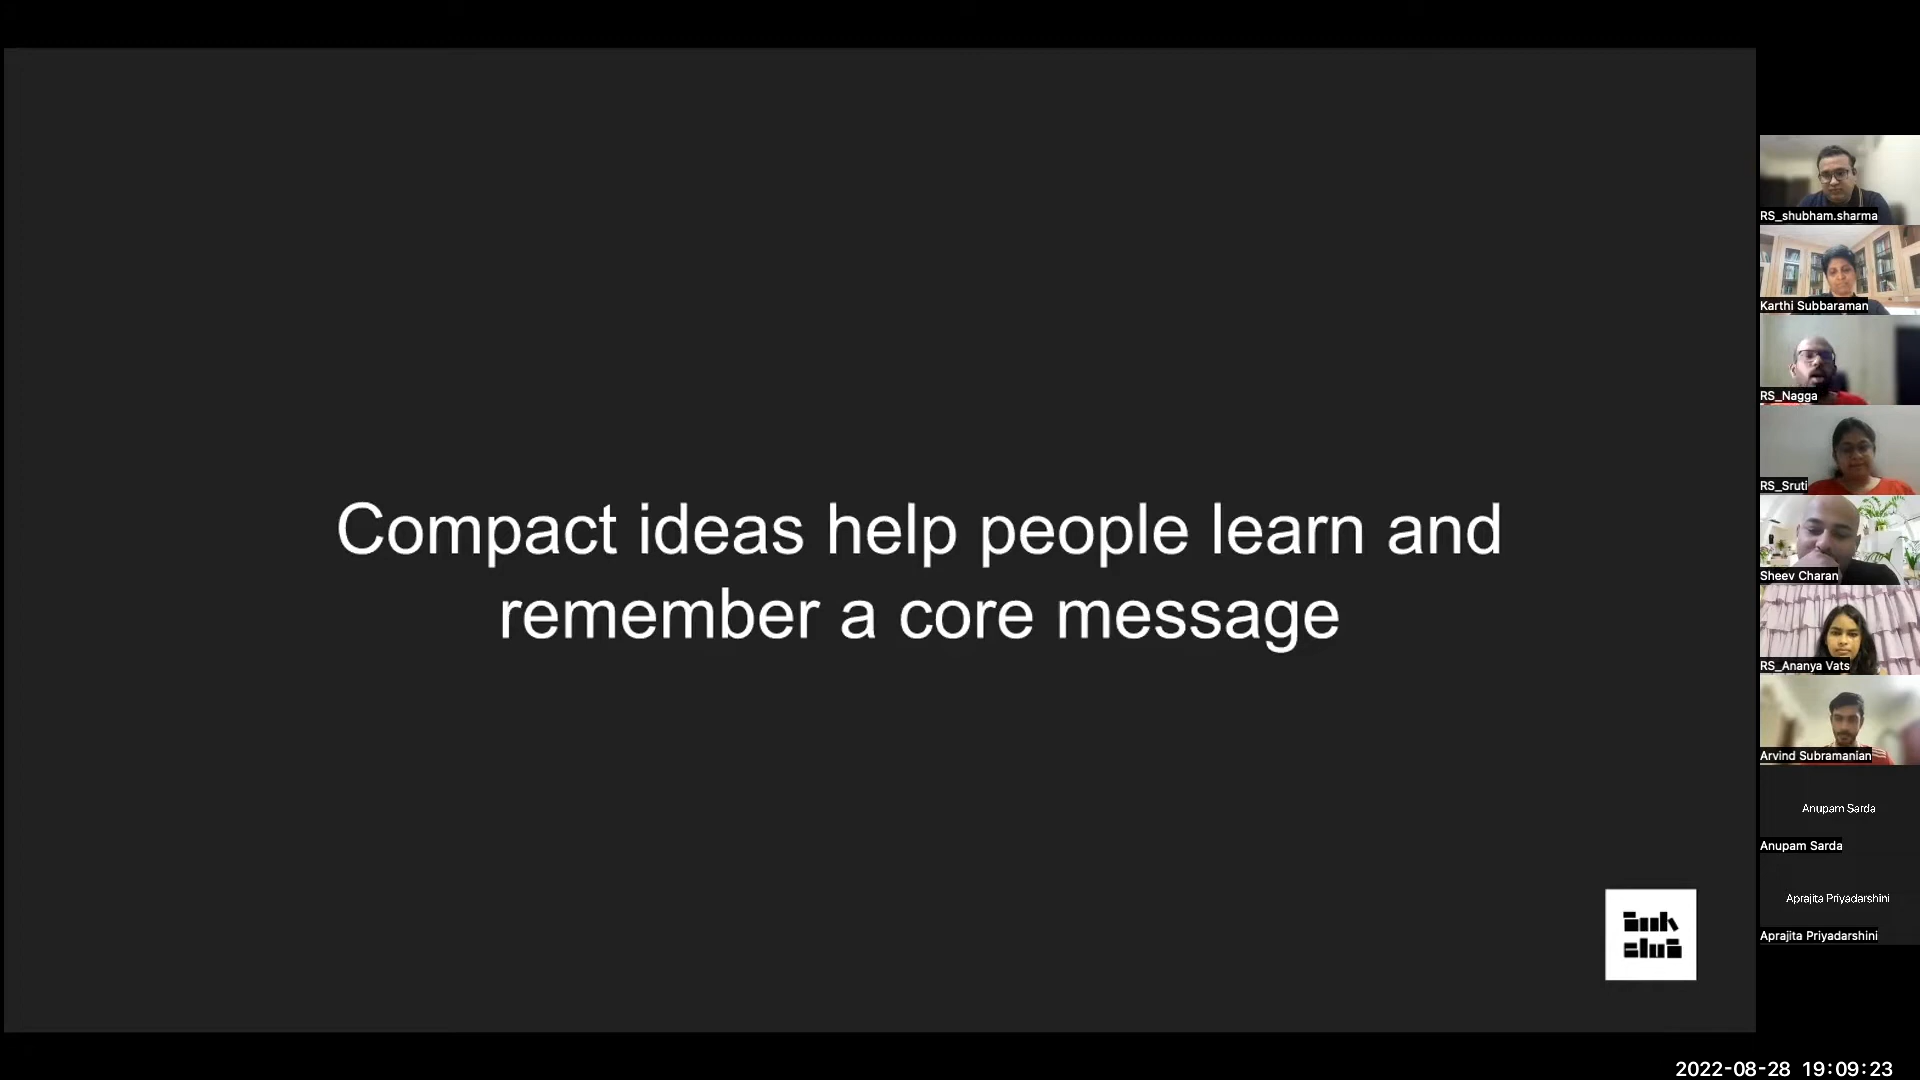 Compact ideas help people learn and
remember a core message
RS_shubham.sharma
Karthi Subbaraman
RS_Nagga
RS_Sruti
Sheev Charan
RS_Ananya Vats
Arvind Subramanian
Anupam Sarda
Anupam Sarda
Aprajita Priyadarshini
Aprajita Priyadarshini
2022-08-28 19:09:23